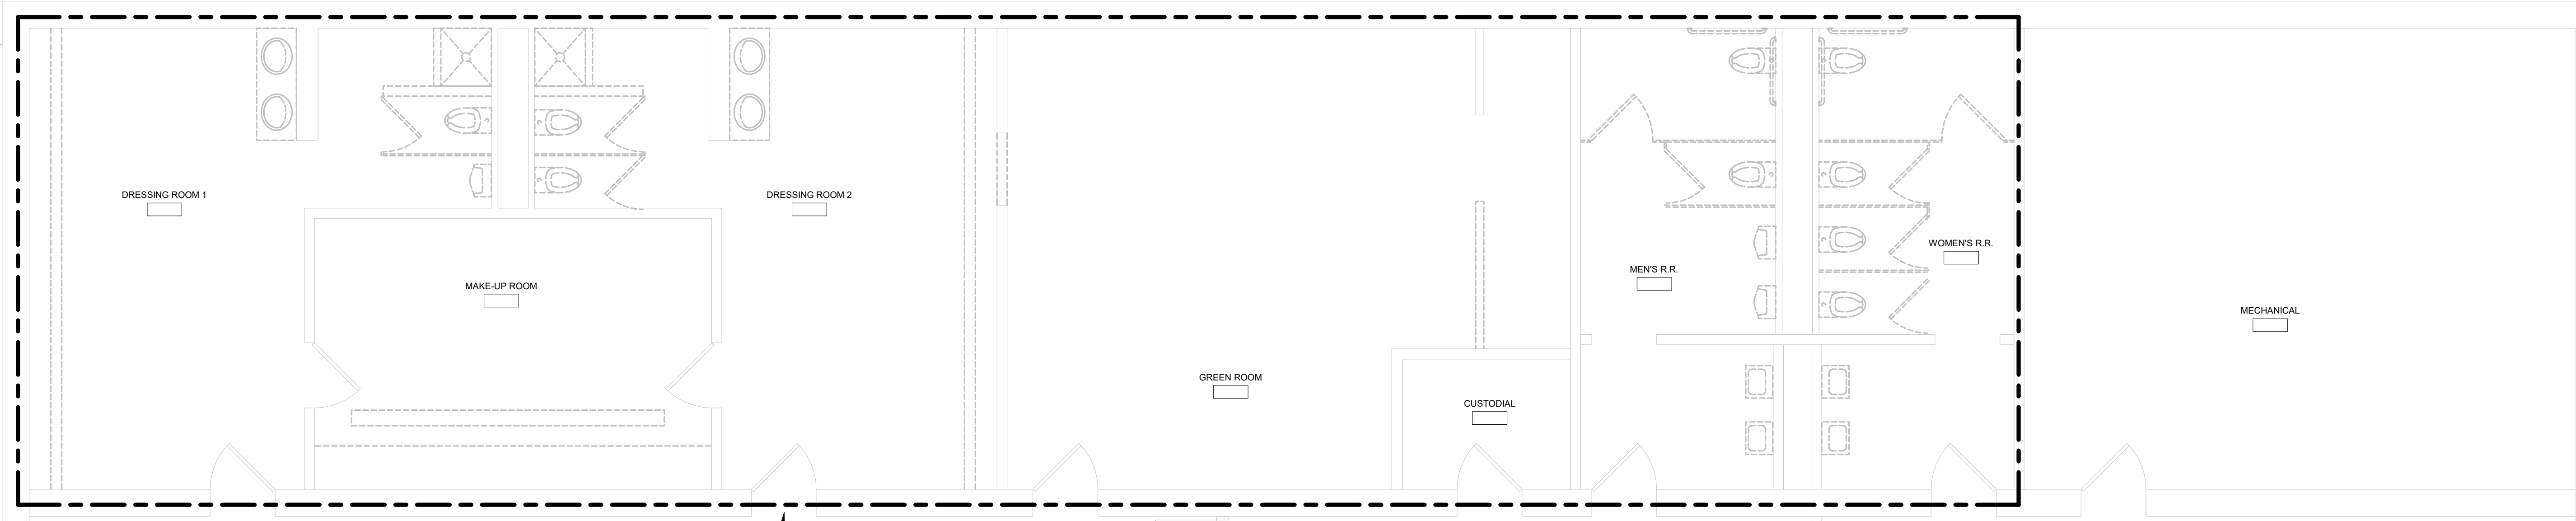 DRESSING ROOM 1
DRESSING ROOM 2
MAKE-UP ROOM
GREEN ROOM
CUSTODIAL
MEN'S R.R.
WOMEN'S R.R.
MECHANICAL